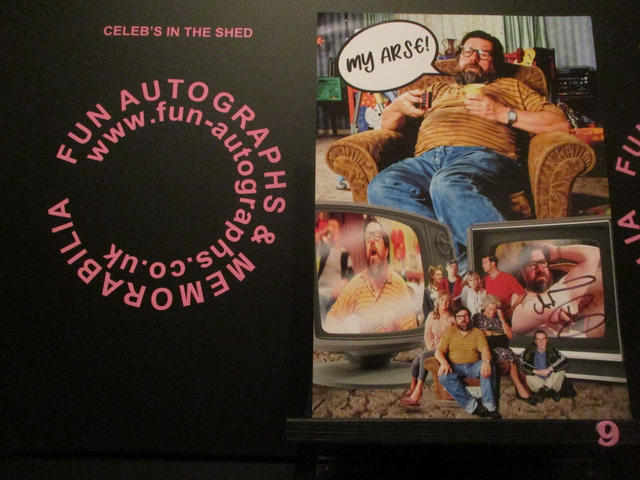 CELEB'S IN THE SHED
FUN AUTOGRAPHS & MEMORABILIA
www.fun-autographs.co.uk
MY ARSE!
9